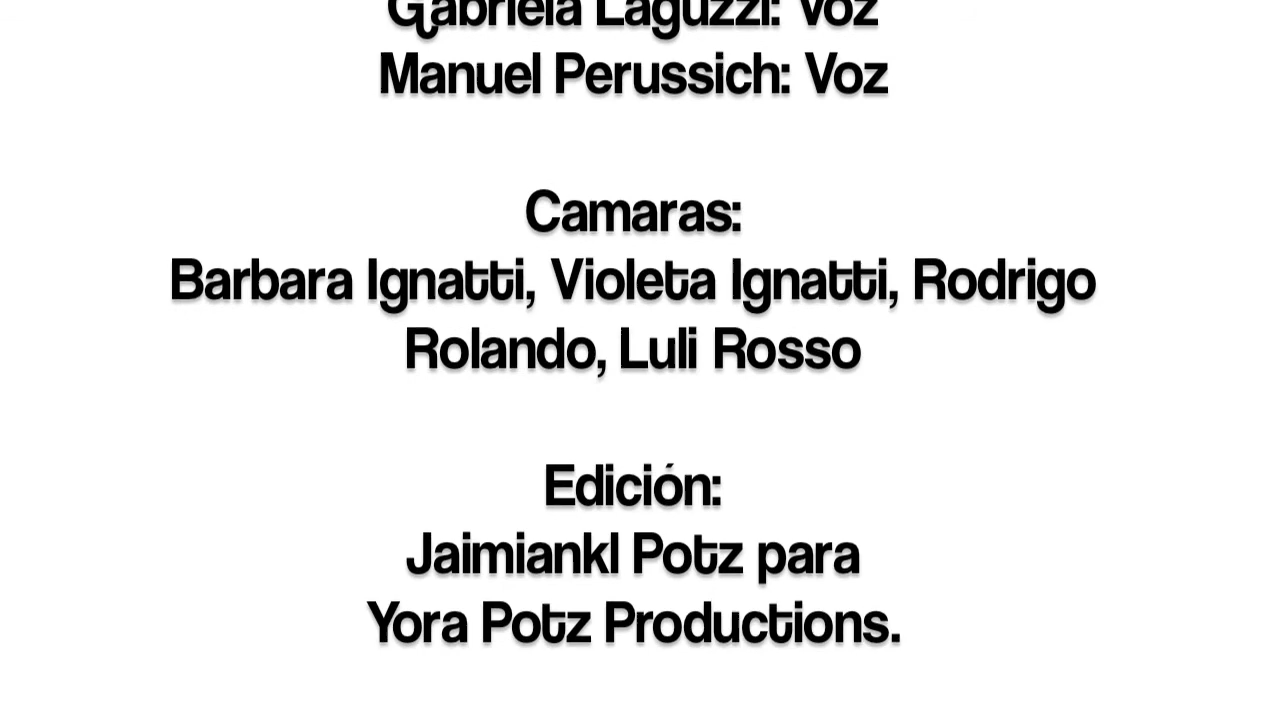 Gabriela Laguzzi: Voz
Manuel Perussich: Voz
Camaras:
Barbara Ignatti, Violeta Ignatti, Rodrigo
Rolando, Luli Rosso
Edición:
Jaimiankl Potz para
Yora Potz Productions.